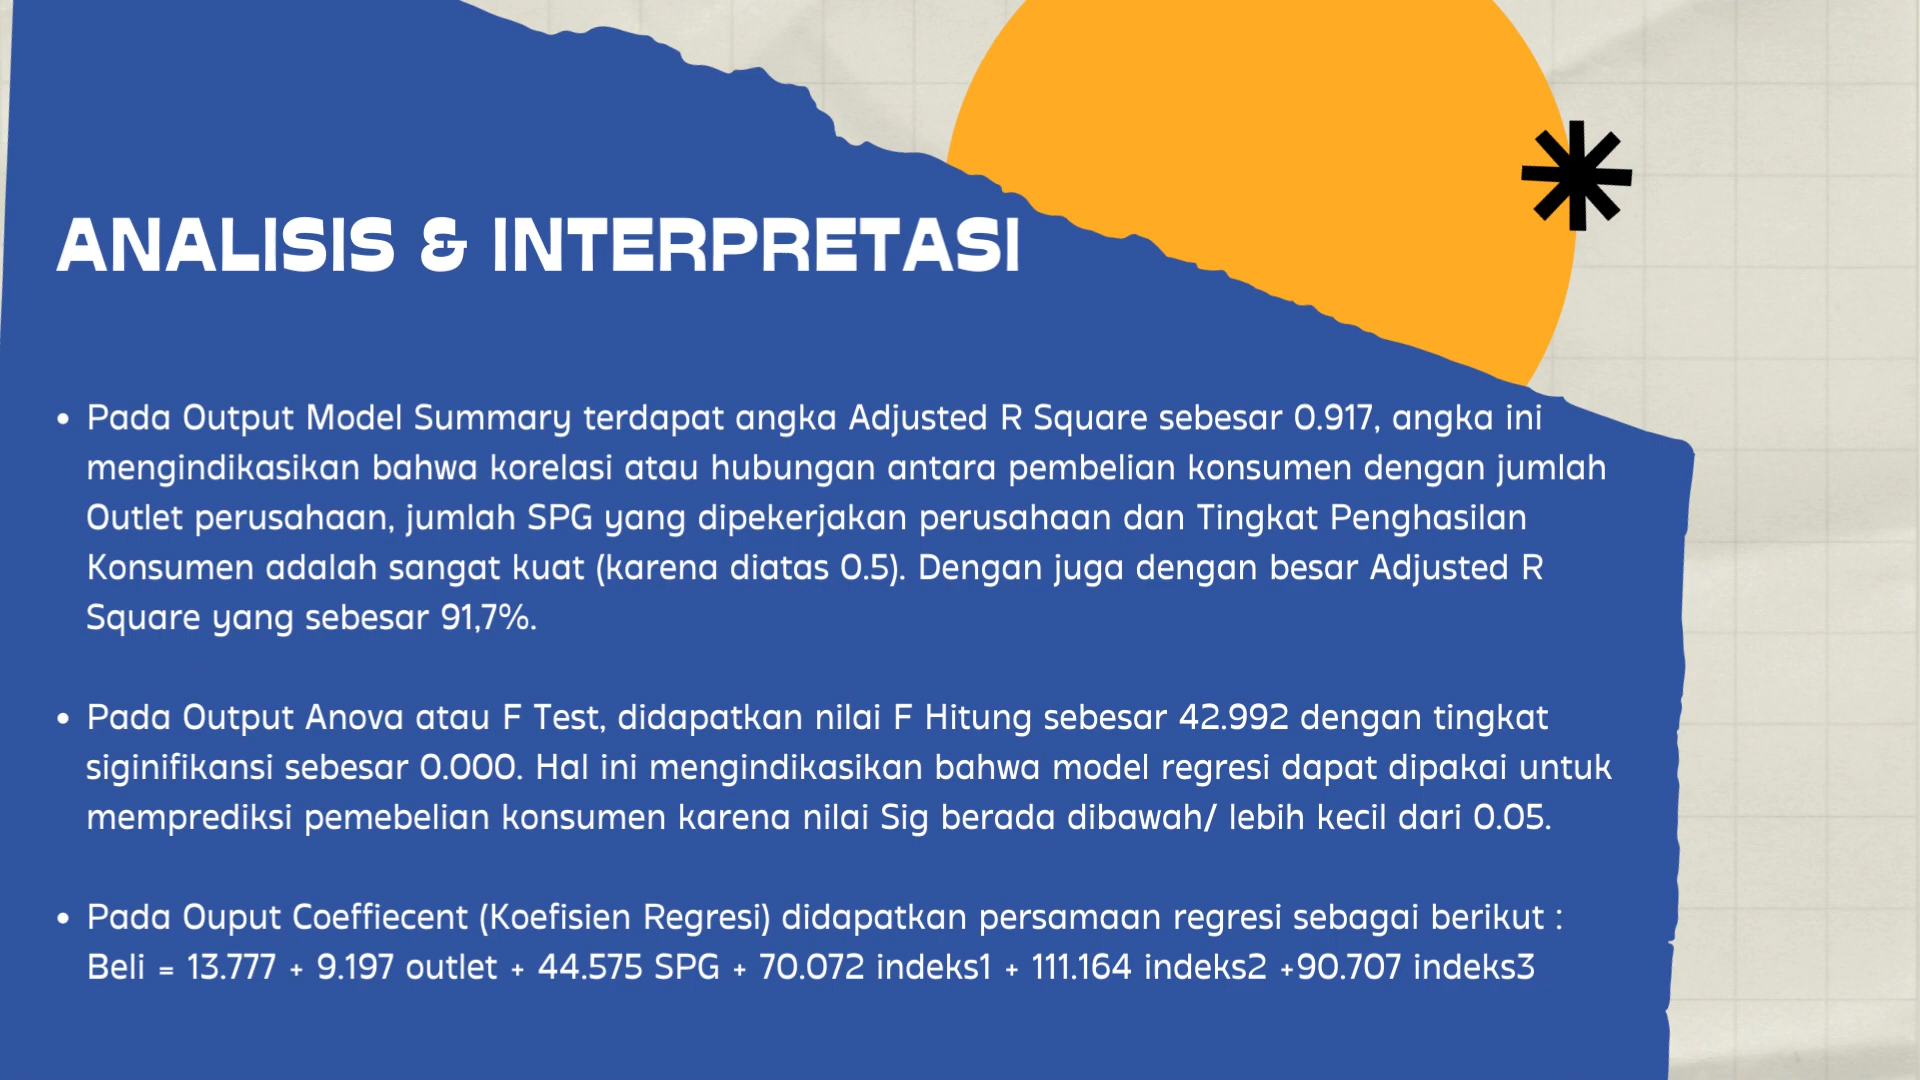 ANALISIS & INTERPRETASI
• Pada Output Model Summary terdapat angka Adjusted R Square sebesar 0.917, angka ini
mengindikasikan bahwa korelasi atau hubungan antara pembelian konsumen dengan jumlah
Outlet perusahaan, jumlah SPG yang dipekerjakan perusahaan dan Tingkat Penghasilan
Konsumen adalah sangat kuat (karena diatas 0.5). Dengan juga dengan besar Adjusted R
Square yang sebesar 91,7%.
• Pada Output Anova atau F Test, didapatkan nilai F Hitung sebesar 42.992 dengan tingkat
siginifikansi sebesar 0.000. Hal ini mengindikasikan bahwa model regresi dapat dipakai untuk
memprediksi pemebelian konsumen karena nilai Sig berada dibawah/ lebih kecil dari 0.05.
• Pada Ouput Coeffiecent (Koefisien Regresi) didapatkan persamaan regresi sebagai berikut :
Beli = 13.777 + 9.197 outlet + 44.575 SPG + 70.072 indeks1 + 111.164 indeks2 +90.707 indeks3